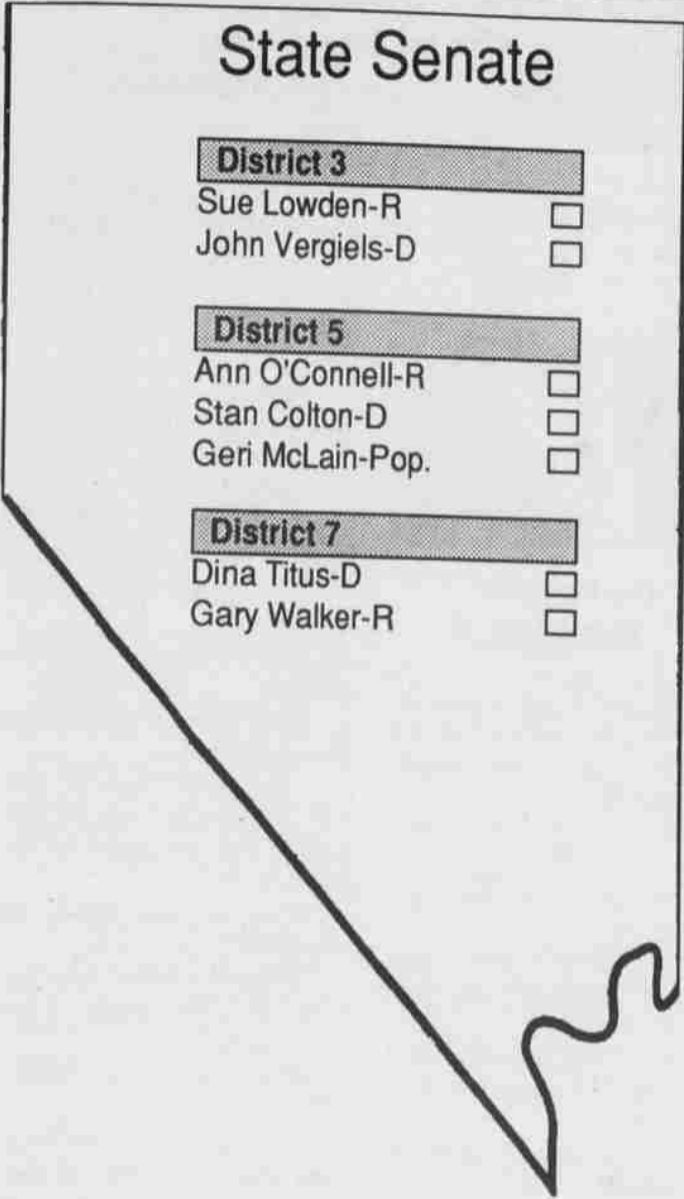 State Senate
District 3
Sue Lowden-R
John Vergiels-D
District 5
Ann O'Connell-R
Stan Colton-D
Geri McLain-Pop.
District 7
Dina Titus-D
Gary Walker-R